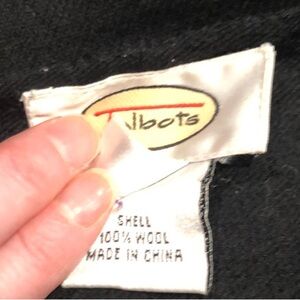 Talbots
SHELL
100% WOOL
MADE IN CHINA